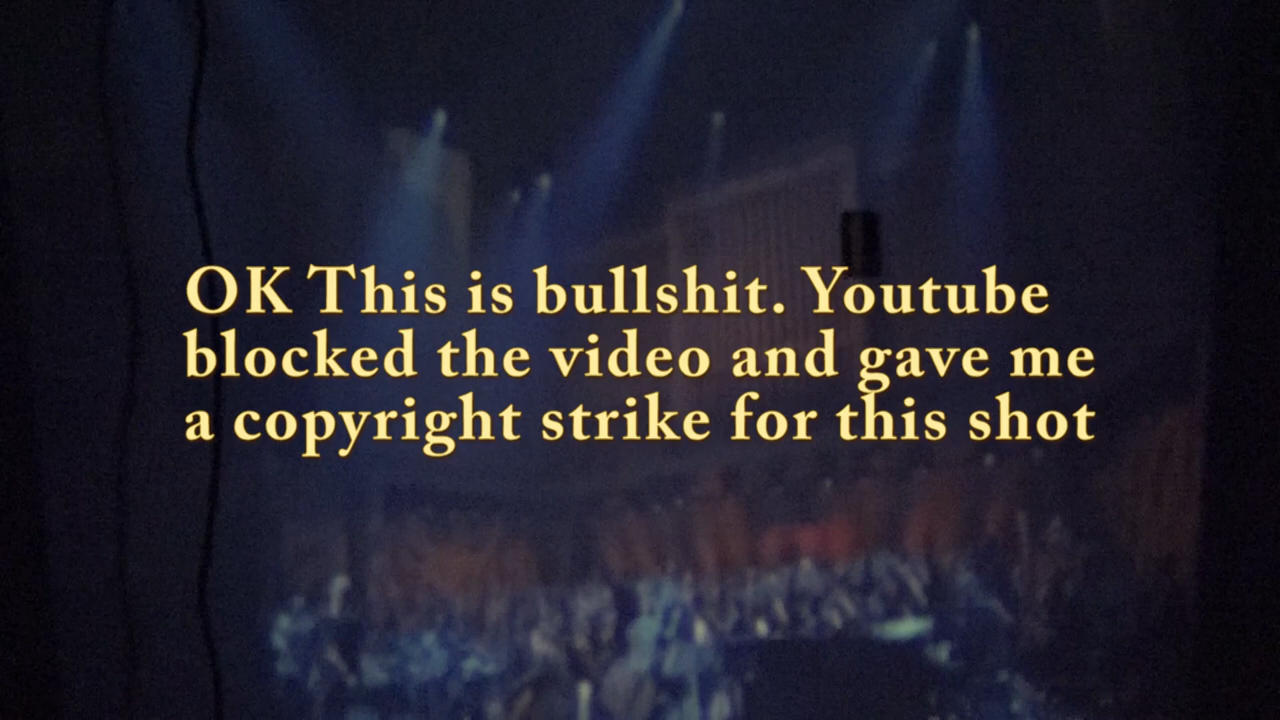 OK This is bullshit. Youtube
blocked the video and gave me
a copyright strike for this shot